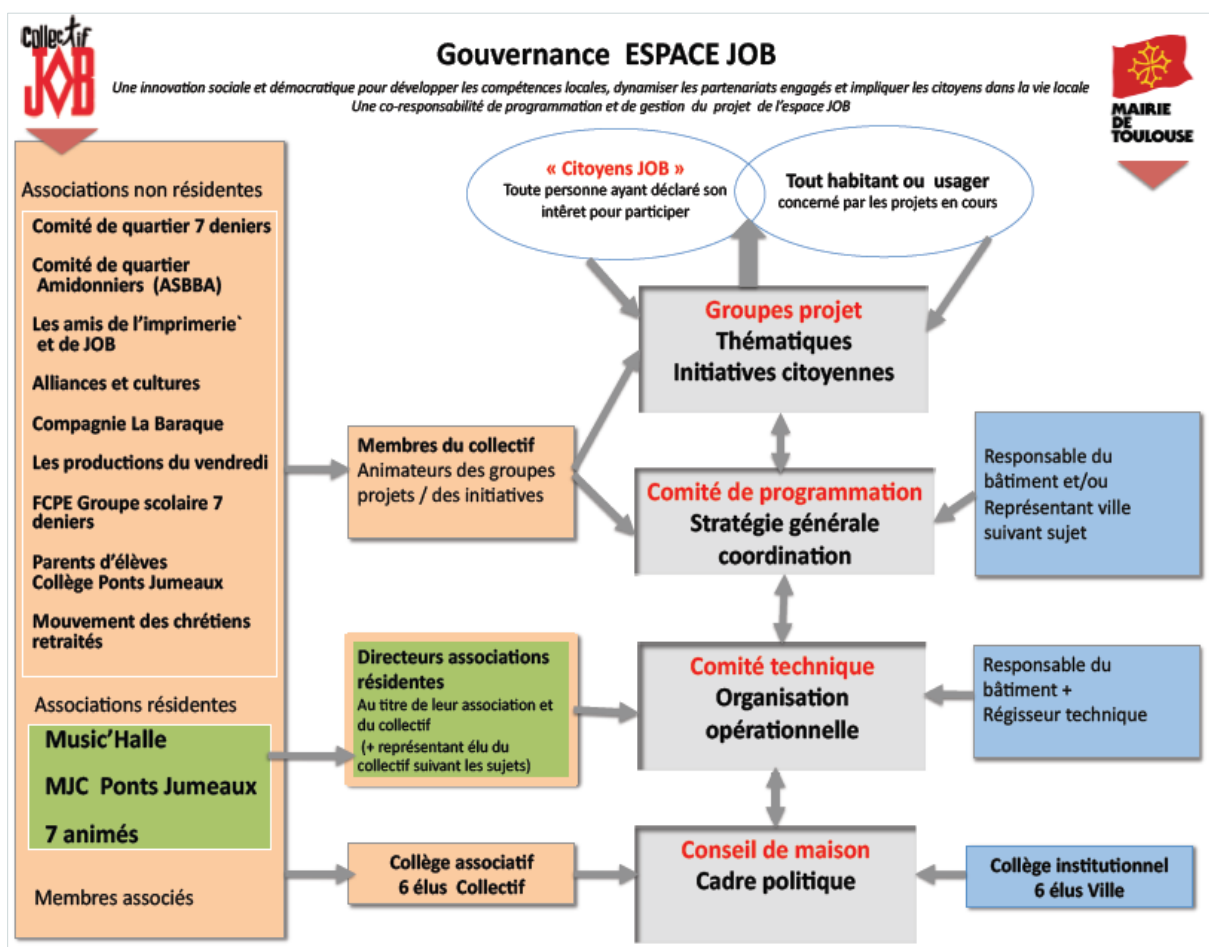 Collectif
JOB
Gouvernance ESPACE JOB
Une innovation sociale et démocratique pour développer les compétences locales, dynamiser les partenariats engagés et impliquer les citoyens dans la vie locale
Une co-responsabilité de programmation et de gestion du projet de l'espace JOB
MAIRIE
DE
TOULOUSE
Associations non résidentes
Comité de quartier 7 deniers
Comité de quartier
Amidonniers (ASBBA)
Les amis de l'imprimerie`
et de JOB
Alliances et cultures
Compagnie La Baraque
Les productions du vendredi
FCPE Groupe scolaire 7
deniers
Parents d'élèves
Collège Ponts Jumeaux
Mouvement des chrétiens
retraités
Associations résidentes
Music'Halle
MJC Ponts Jumeaux
7 animés
Membres associés
« Citoyens JOB »
Toute personne ayant déclaré son
intêret pour participer
Tout habitant ou usager
concerné par les projets en cours
Groupes projet
Thématiques
Initiatives citoyennes
Membres du collectif
Animateurs des groupes
projets / des initiatives
Comité de programmation
Stratégie générale
coordination
Responsable du
bâtiment et/ou
Représentant ville
suivant sujet
Directeurs associations
résidentes
Au titre de leur association et
du collectif
(+ représentant élu du
collectif suivant les sujets)
Comité technique
Organisation
opérationnelle
Responsable du
bâtiment +
Régisseur technique
Collège associatif
6 élus Collectif
Conseil de maison
Cadre politique
Collège institutionnel
6 élus Ville